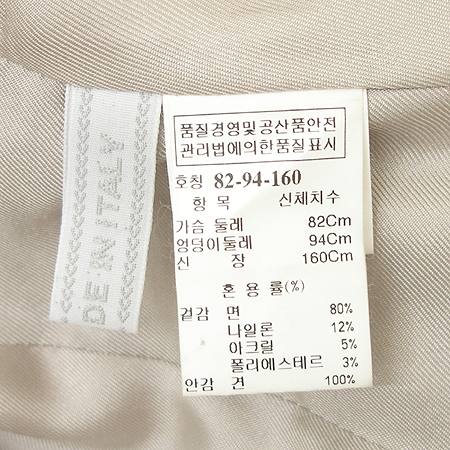 DE IN ITALY
품질경영및공산품안전
관리법에의한품질표시
호칭 82-94-160
항 목 신체치수
가슴 둘레 82Cm
엉덩이둘레 94Cm
신 장 160Cm
혼 용 률(%)
겉감 면 80%
나일론 12%
아크릴 5%
폴리에스테르 3%
안감 견 100%